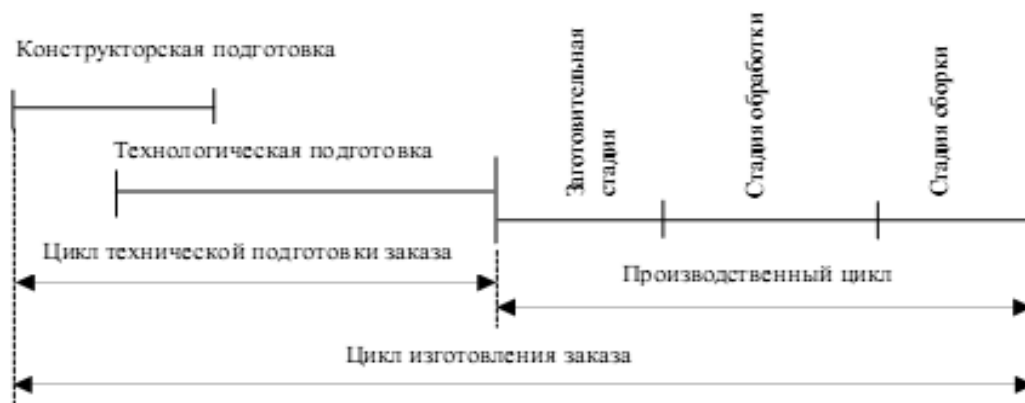 Конструкторская подготовка
Технологическая подготовка
Заготовительная
стадия
Стадия обработки
Стадия сборки
Цикл технической подготовки заказа
Производственный цикл
Цикл изготовления заказа